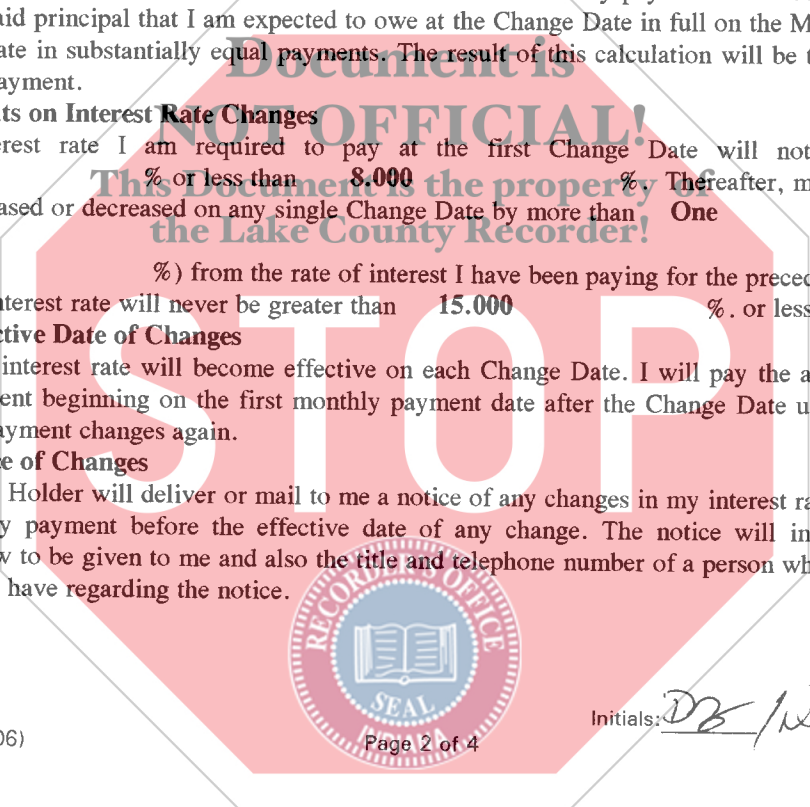 aid principal that I am expected to owe at the Change Date in full on the M
ate in substantially equal payments. The result of this calculation will be t
ayment.
Document is
NOT OFFICIAL!
This Document is the property of
the Lake County Recorder!
ts on Interest Rate Changes
erest rate I am required to pay at the first Change Date will not
% or less than 8.000 %. Thereafter, m
ased or decreased on any single Change Date by more than One
%) from the rate of interest I have been paying for the preced
nterest rate will never be greater than 15.000 %. or less
STOP
ctive Date of Changes
interest rate will become effective on each Change Date. I will pay the a
ent beginning on the first monthly payment date after the Change Date u
ayment changes again.
e of Changes
Holder will deliver or mail to me a notice of any changes in my interest ra
y payment before the effective date of any change. The notice will in
w to be given to me and also the title and telephone number of a person wh
have regarding the notice.
RECORDER'S OFFICE
SEAL
INDIANA
Initials:
06)
Page 2 of 4